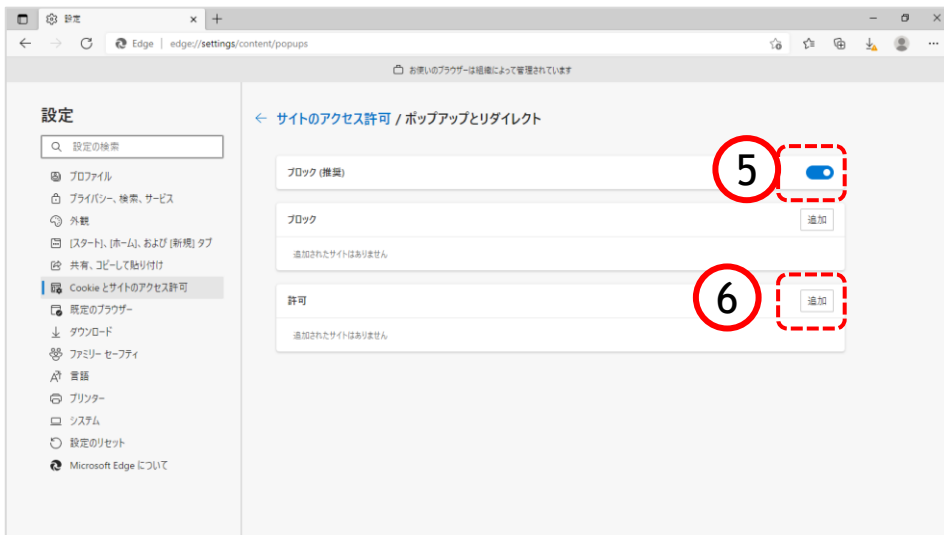 設定
Edge | edge://settings/content/popups
お使いのブラウザーは組織によって管理されています
設定
設定の検索
プロファイル
プライバシー、検索、サービス
外観
[スタート]、[ホーム]、および [新規] タブ
共有、コピーして貼り付け
Cookie とサイトのアクセス許可
既定のブラウザー
ダウンロード
ファミリー セーフティ
言語
プリンター
システム
設定のリセット
Microsoft Edge について
サイトのアクセス許可 / ポップアップとリダイレクト
ブロック (推奨)
5
ブロック
追加
追加されたサイトはありません
許可
6
追加
追加されたサイトはありません